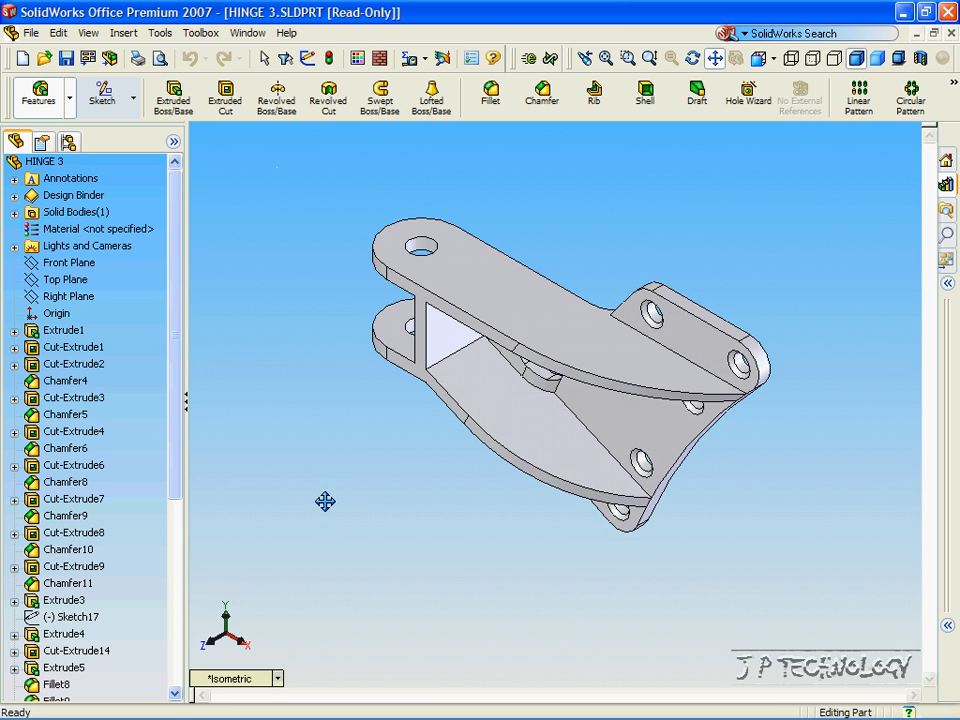 SolidWorks Office Premium 2007 - [HINGE 3.SLDPRT [Read-Only]]
File Edit View Insert Tools Toolbox Window Help SolidWorks Search
Features Sketch Extruded Boss/Base Extruded Cut Revolved Boss/Base Revolved Cut Swept Boss/Base Lofted Boss/Base Fillet Chamfer Rib Shell Draft Hole Wizard No External References Linear Pattern Circular Pattern
HINGE 3
Annotations
Design Binder
Solid Bodies(1)
Material <not specified>
Lights and Cameras
Front Plane
Top Plane
Right Plane
Origin
Extrude1
Cut-Extrude1
Cut-Extrude2
Chamfer4
Cut-Extrude3
Chamfer5
Cut-Extrude4
Chamfer6
Cut-Extrude6
Chamfer8
Cut-Extrude7
Chamfer9
Cut-Extrude8
Chamfer10
Cut-Extrude9
Chamfer11
Extrude3
(-) Sketch17
Extrude4
Cut-Extrude14
Extrude5
Fillet8
Y
Z X
*Isometric
J P TECHNOLOGY
Ready Editing Part